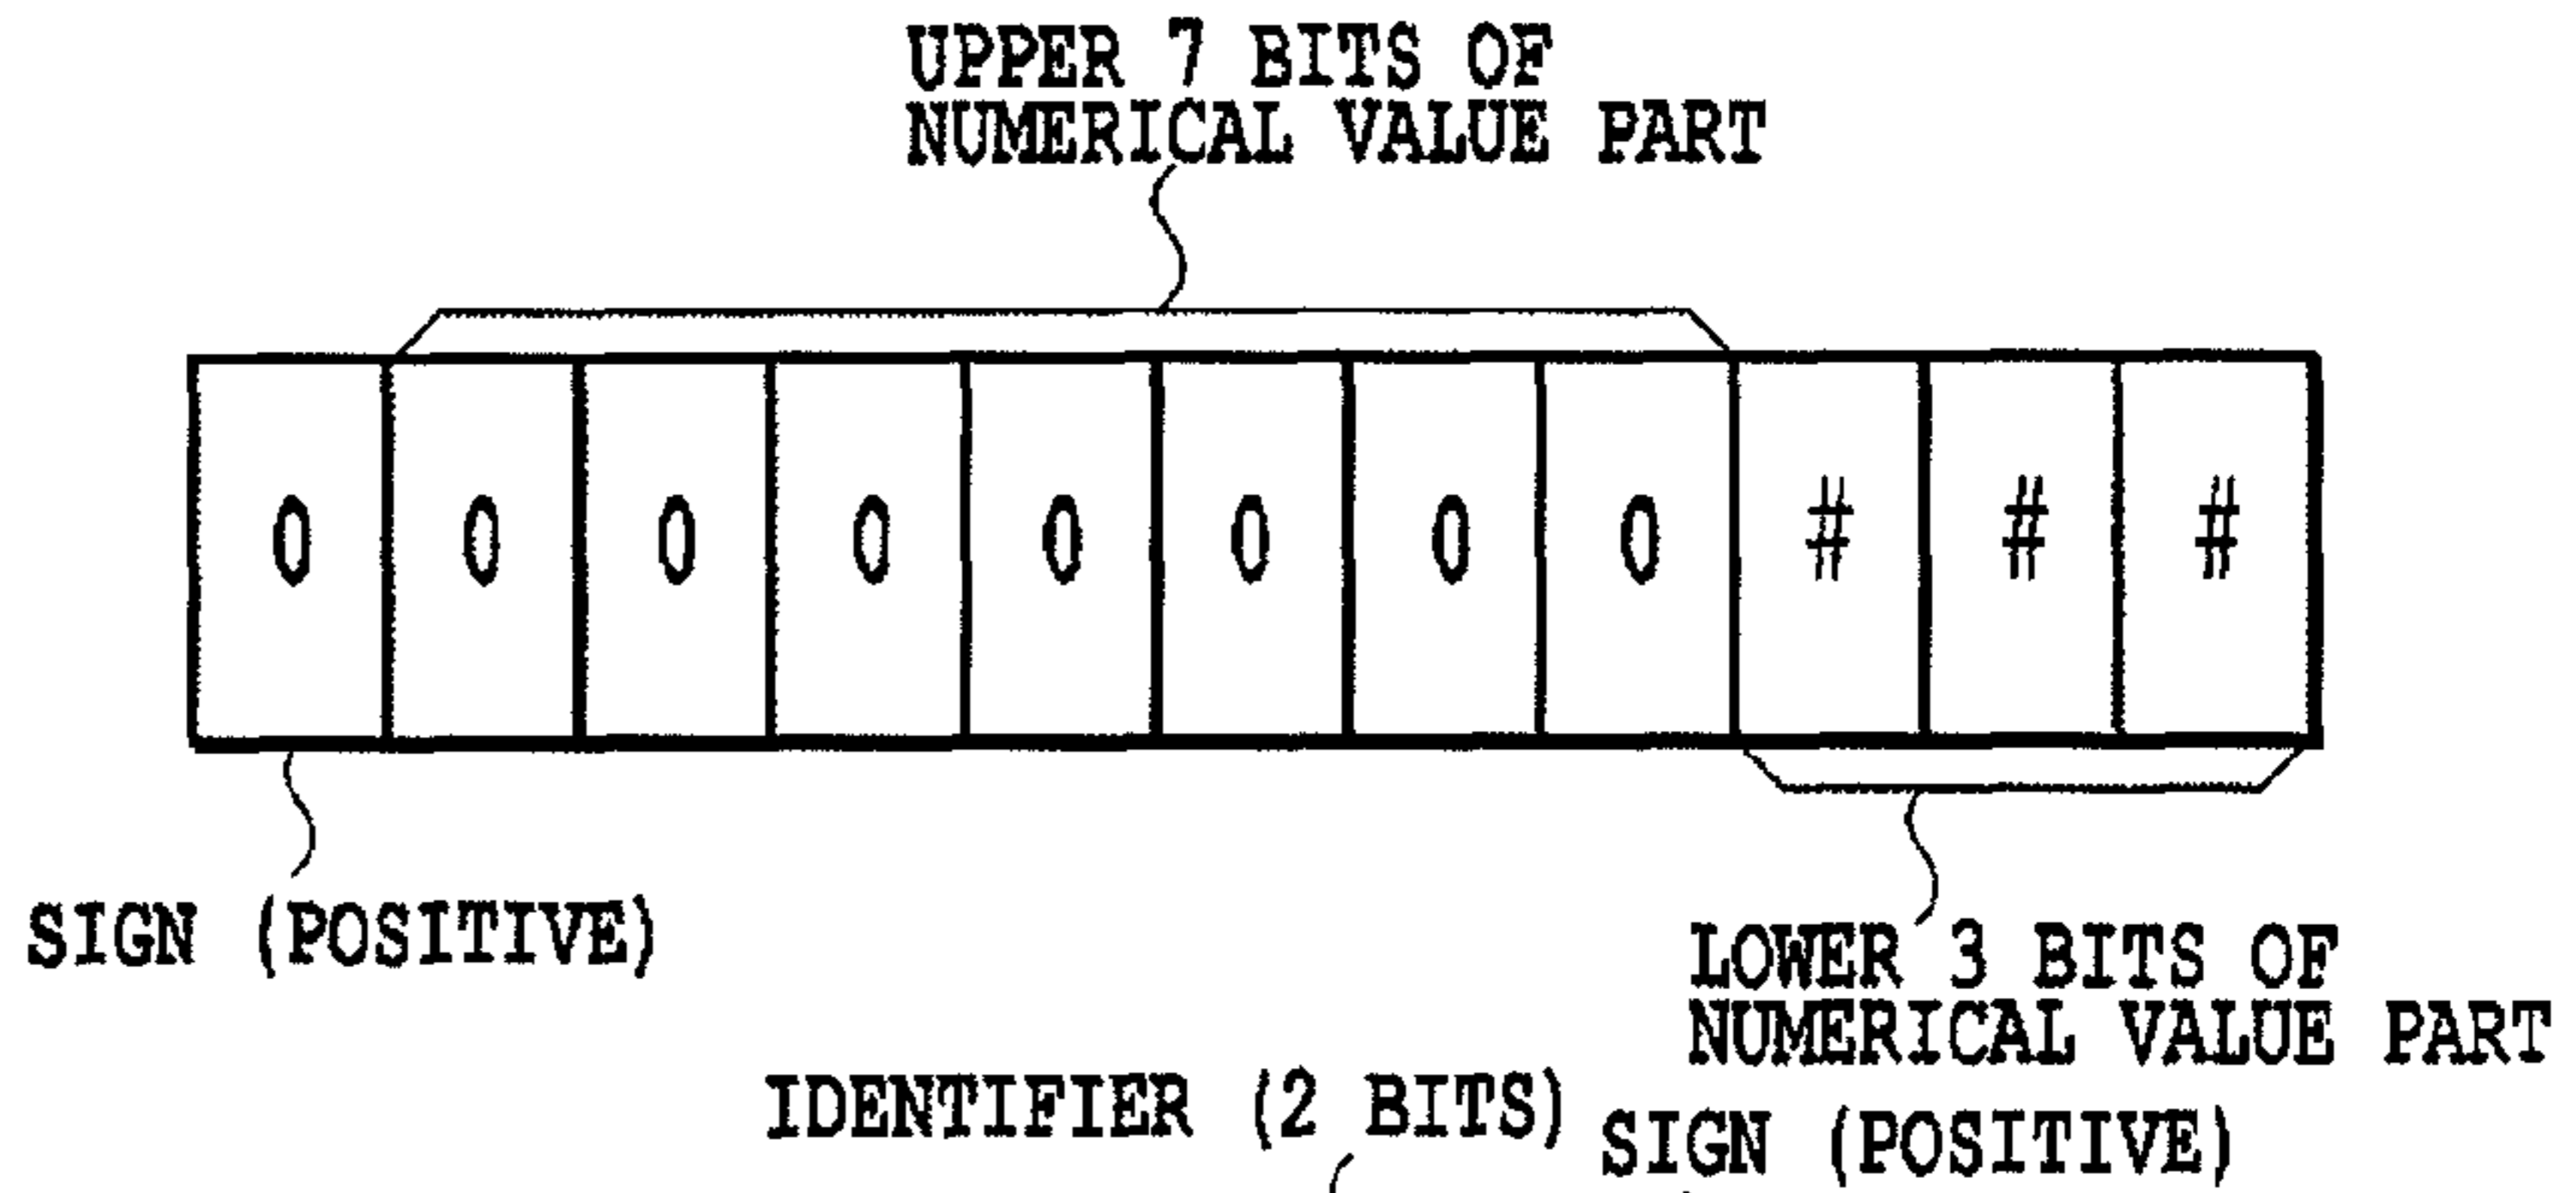 UPPER 7 BITS OF
NUMERICAL VALUE PART
0 0 0 0 0 0 0 0 # # #
SIGN (POSITIVE)
LOWER 3 BITS OF
NUMERICAL VALUE PART
IDENTIFIER (2 BITS)
SIGN (POSITIVE)